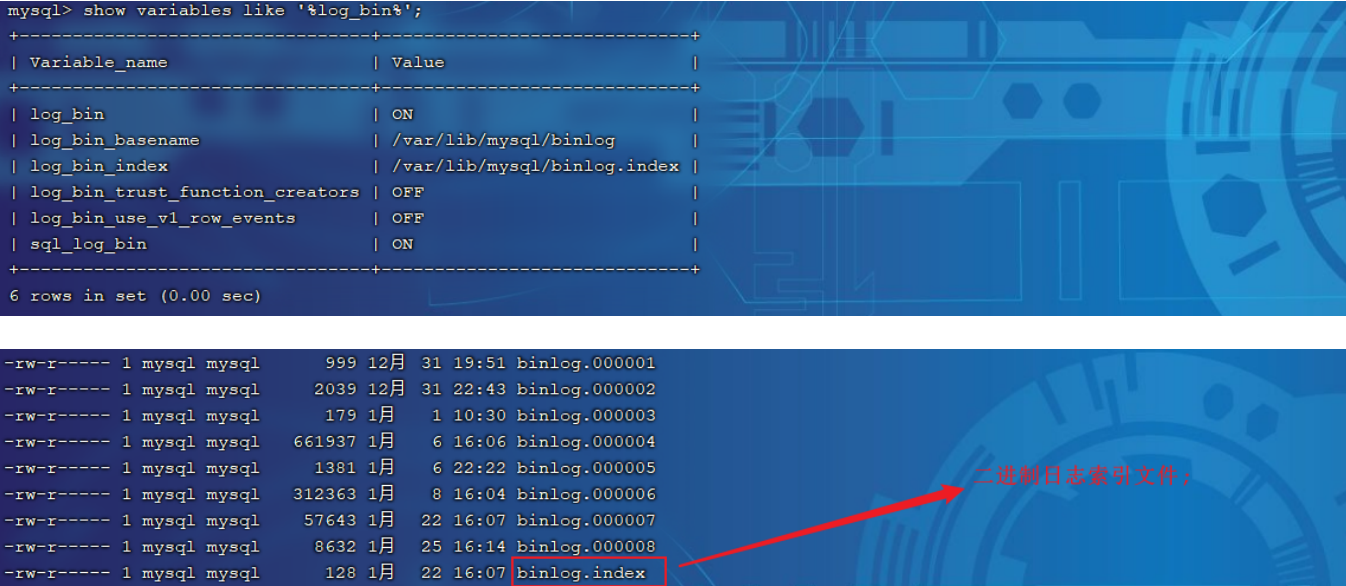 mysql> show variables like '%log_bin%';
+---------------------------------+-----------------------------+
| Variable_name                   | Value                       |
+---------------------------------+-----------------------------+
| log_bin                         | ON                          |
| log_bin_basename                | /var/lib/mysql/binlog       |
| log_bin_index                   | /var/lib/mysql/binlog.index |
| log_bin_trust_function_creators | OFF                         |
| log_bin_use_v1_row_events       | OFF                         |
| sql_log_bin                     | ON                          |
+---------------------------------+-----------------------------+
6 rows in set (0.00 sec)
-rw-r----- 1 mysql mysql      999 12月  31 19:51 binlog.000001
-rw-r----- 1 mysql mysql     2039 12月  31 22:43 binlog.000002
-rw-r----- 1 mysql mysql      179 1月    1 10:30 binlog.000003
-rw-r----- 1 mysql mysql   661937 1月    6 16:06 binlog.000004
-rw-r----- 1 mysql mysql     1381 1月    6 22:22 binlog.000005
二进制日志索引文件;
-rw-r----- 1 mysql mysql   312363 1月    8 16:04 binlog.000006
-rw-r----- 1 mysql mysql    57643 1月   22 16:07 binlog.000007
-rw-r----- 1 mysql mysql     8632 1月   25 16:14 binlog.000008
-rw-r----- 1 mysql mysql      128 1月   22 16:07 binlog.index